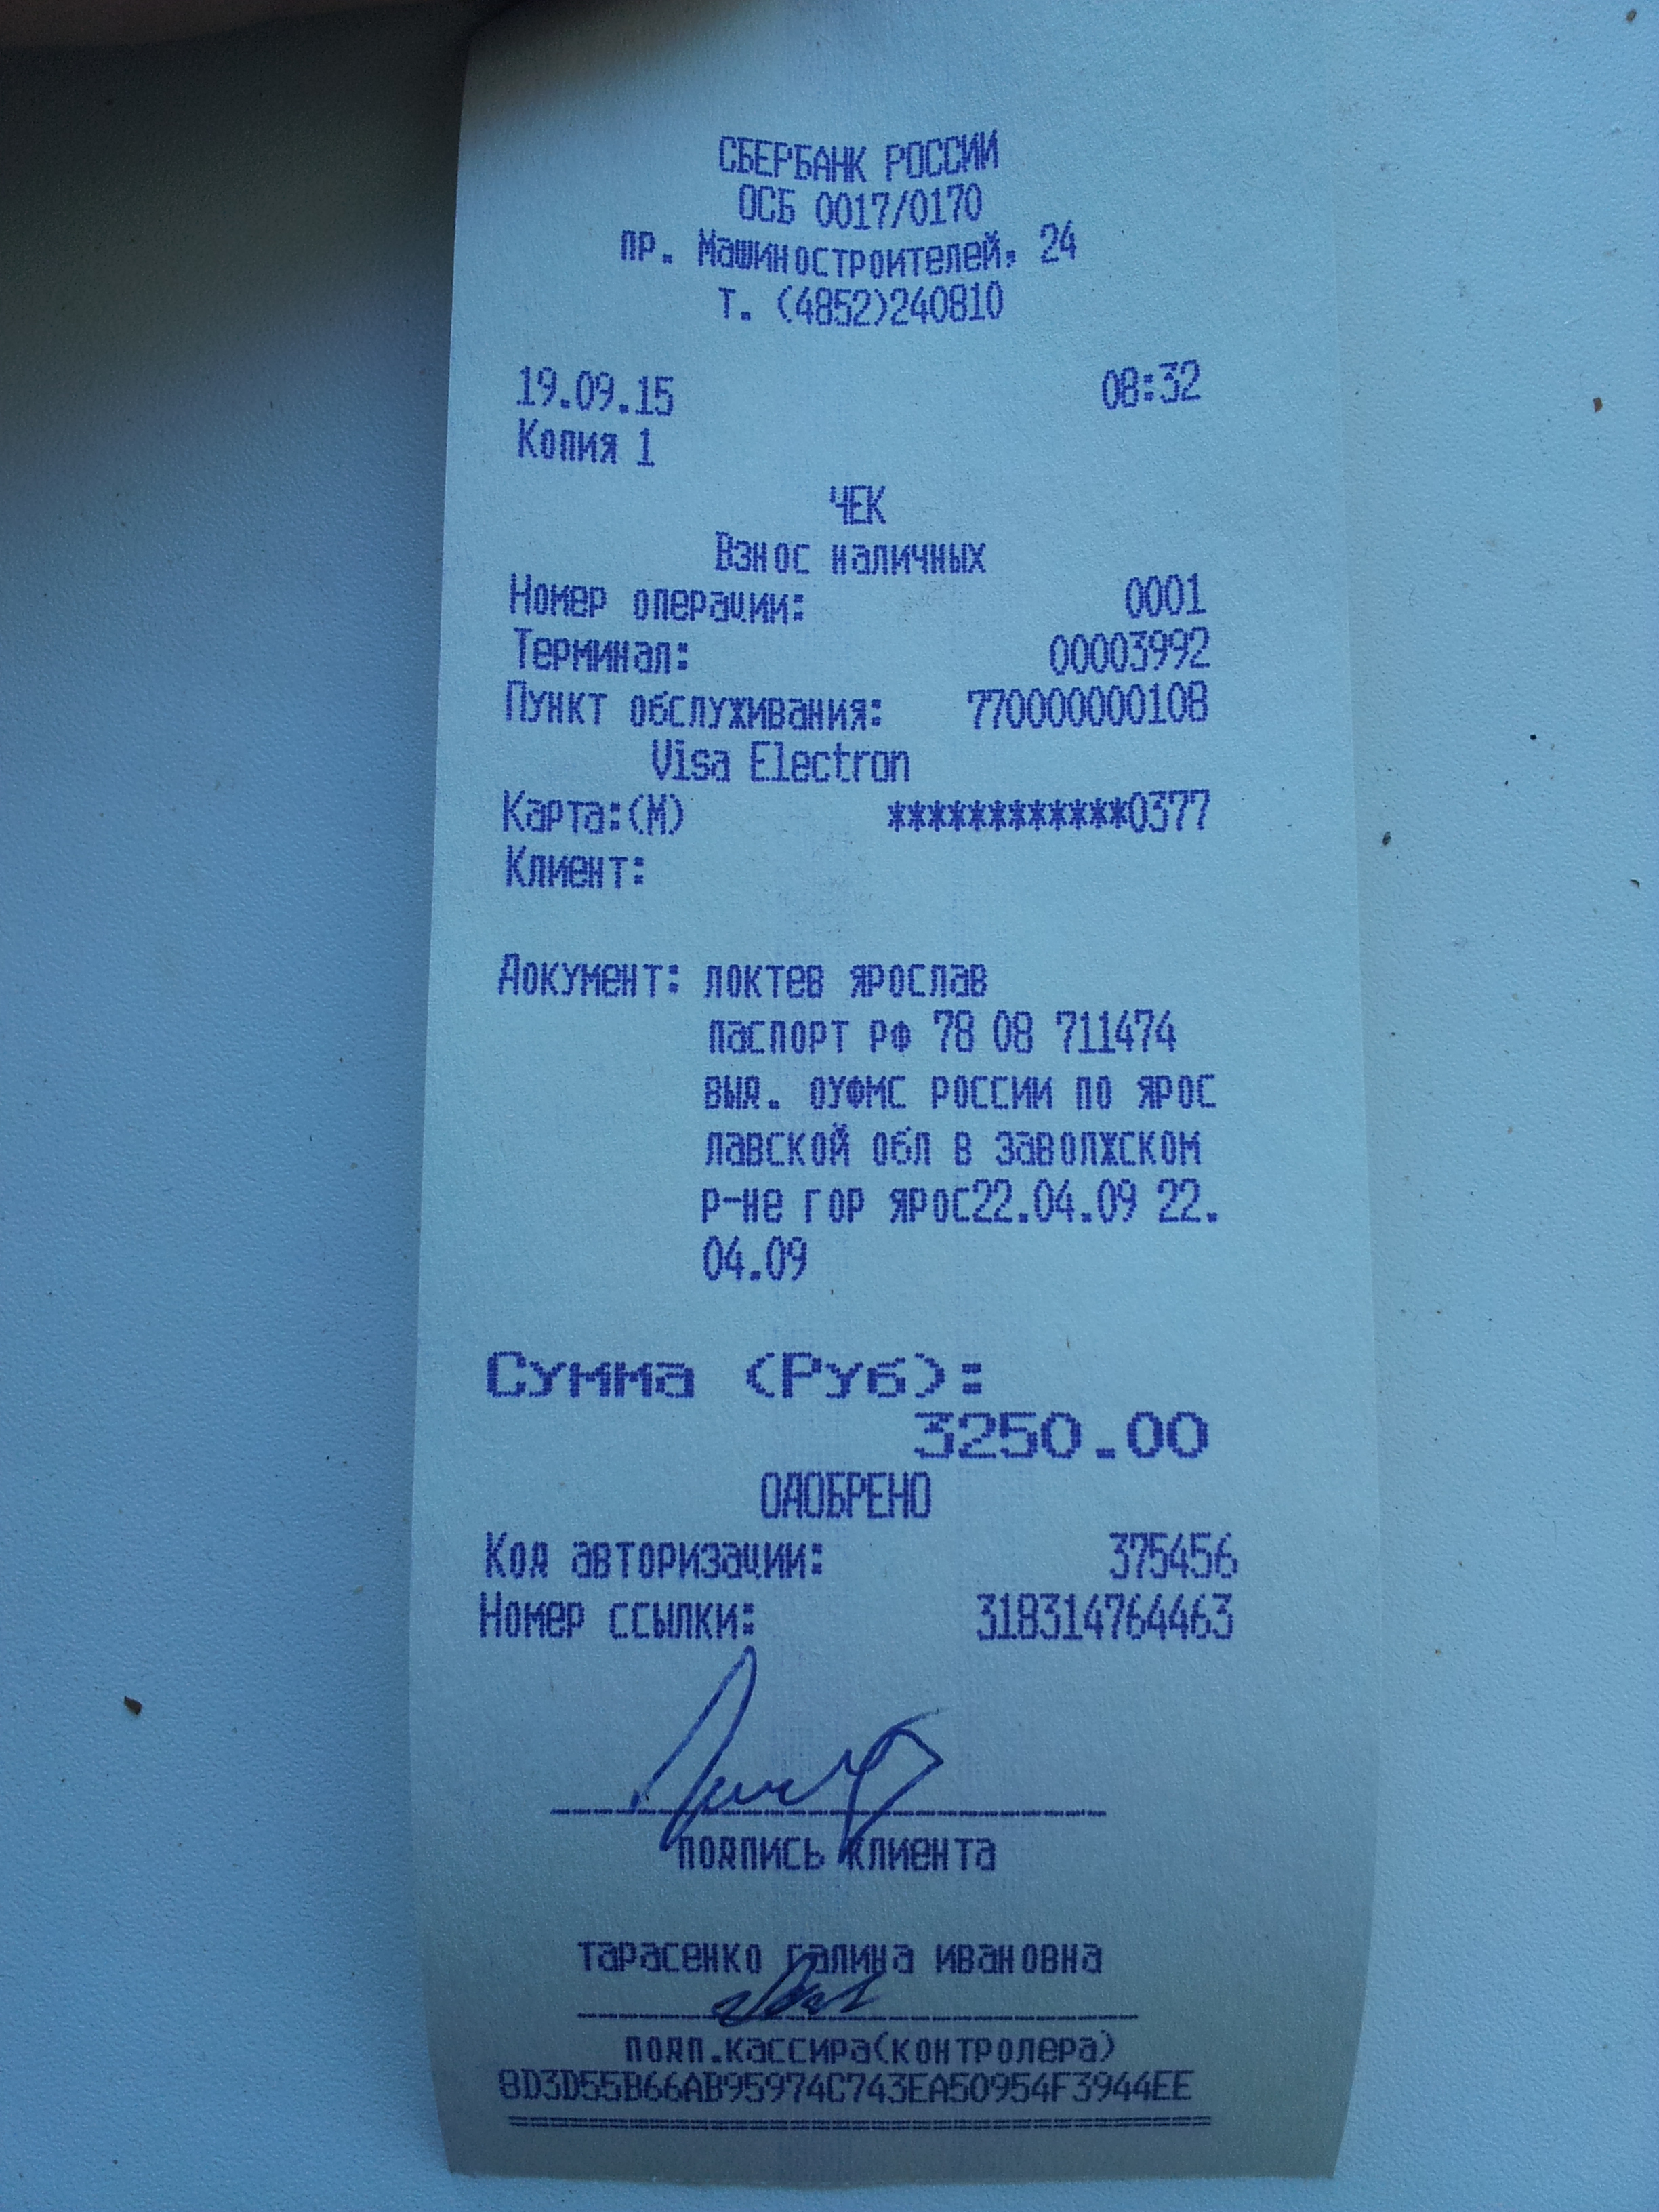 СБЕРБАНК РОССИИ
ОСБ 0017/0170
пр. Машиностроителей, 24
Т. (4852)240810
19.09.15 08:32
Копия 1
ЧЕК
Взнос наличных
Номер операции: 0001
Терминал: 00003992
Пункт обслуживания: 770000000108
Visa Electron
Карта:(М) ************0377
Клиент:
Документ: локтев ярослав
паспорт рф 78 08 711474
выд. оуфмс россии по ярос
лавской обл в заволжском
р-не гор ярос22.04.09 22.
04.09
Сумма (Руб):
3250.00
ОДОБРЕНО
Код авторизации: 375456
Номер ссылки: 318314764463
подпись клиента
тарасенко галина ивановна
подп.кассира(контролера)
8D3D55B66AB95974C743EA50954F3944EE